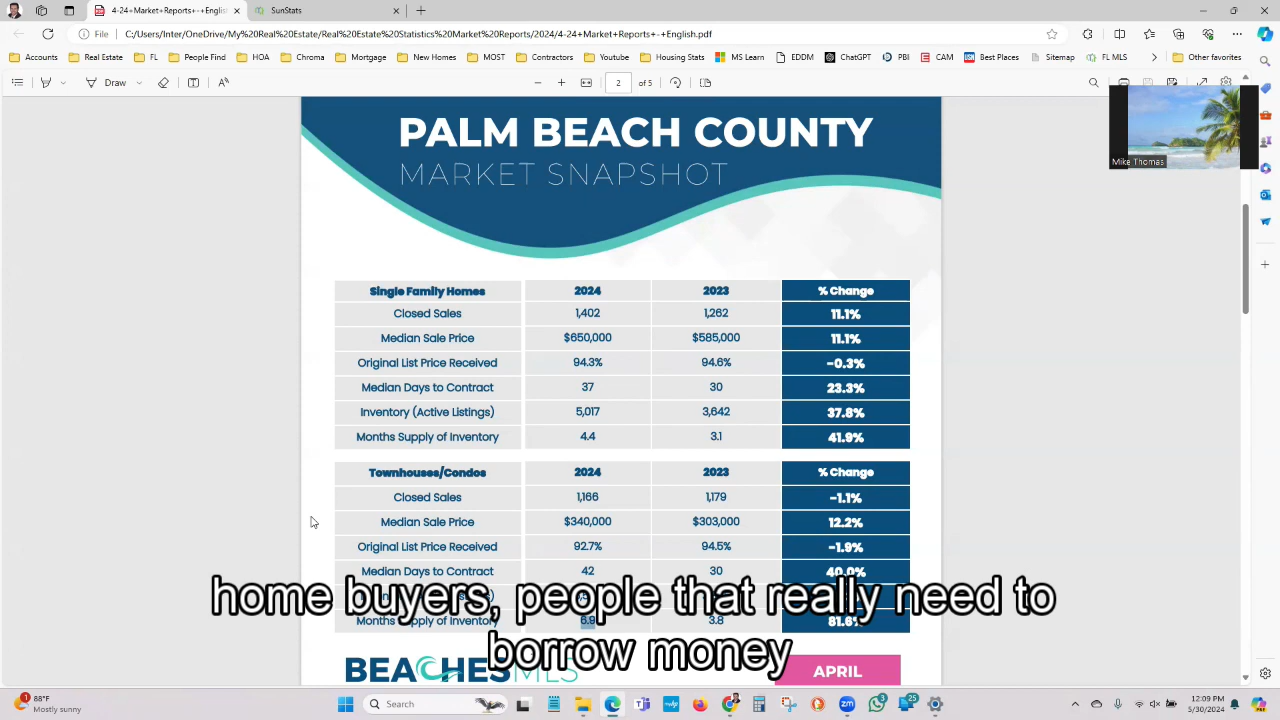 4-24+Market+Reports+-+Englis
SunStats
File
C:/Users/Inter/OneDrive/My%20Real%20Estate/Real%20Estate%20Statistics%20Market%20Reports/2024/4-24+Market+Reports+-+English.pdf
Accounts Real Estate FL People Find HOA Chroma Mortgage New Homes MOST Contractors Youtube Housing Stats MS Learn EDDM ChatGPT PBI CAM Best Places Sitemap FL MLS Other favorites
Draw 2 of 5
Mike Thomas
PALM BEACH COUNTY
MARKET SNAPSHOT
Single Family Homes 2024 2023 % Change
Closed Sales 1,402 1,262 11.1%
Median Sale Price $650,000 $585,000 11.1%
Original List Price Received 94.3% 94.6% -0.3%
Median Days to Contract 37 30 23.3%
Inventory (Active Listings) 5,017 3,642 37.8%
Months Supply of Inventory 4.4 3.1 41.9%
Townhouses/Condos 2024 2023 % Change
Closed Sales 1,166 1,179 -1.1%
Median Sale Price $340,000 $303,000 12.2%
Original List Price Received 92.7% 94.5% -1.9%
Median Days to Contract 42 30 40.0%
home buyers, people that really need to
Months Supply of Inventory 6.9 3.8 81.6%
borrow money
BEACHESMLS
APRIL
88°F
Mostly sunny
Search
12:09 PM
5/30/2024